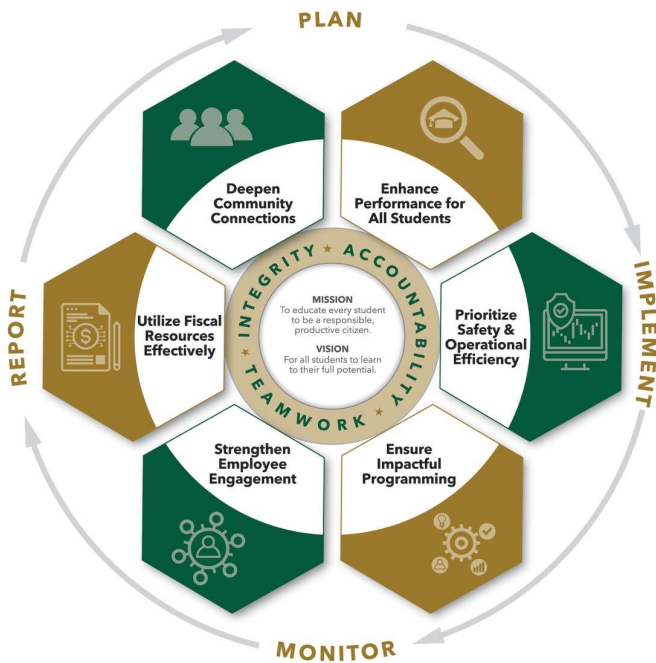 PLAN
Deepen
Community
Connections
Enhance
Performance for
All Students
REPORT
Utilize Fiscal
Resources
Effectively
INTEGRITY ★ ACCOUNTABILITY ★ TEAMWORK ★
MISSION
To educate every student
to be a responsible,
productive citizen.
VISION
For all students to learn
to their full potential.
Prioritize
Safety &
Operational
Efficiency
IMPLEMENT
Strengthen
Employee
Engagement
Ensure
Impactful
Programming
MONITOR